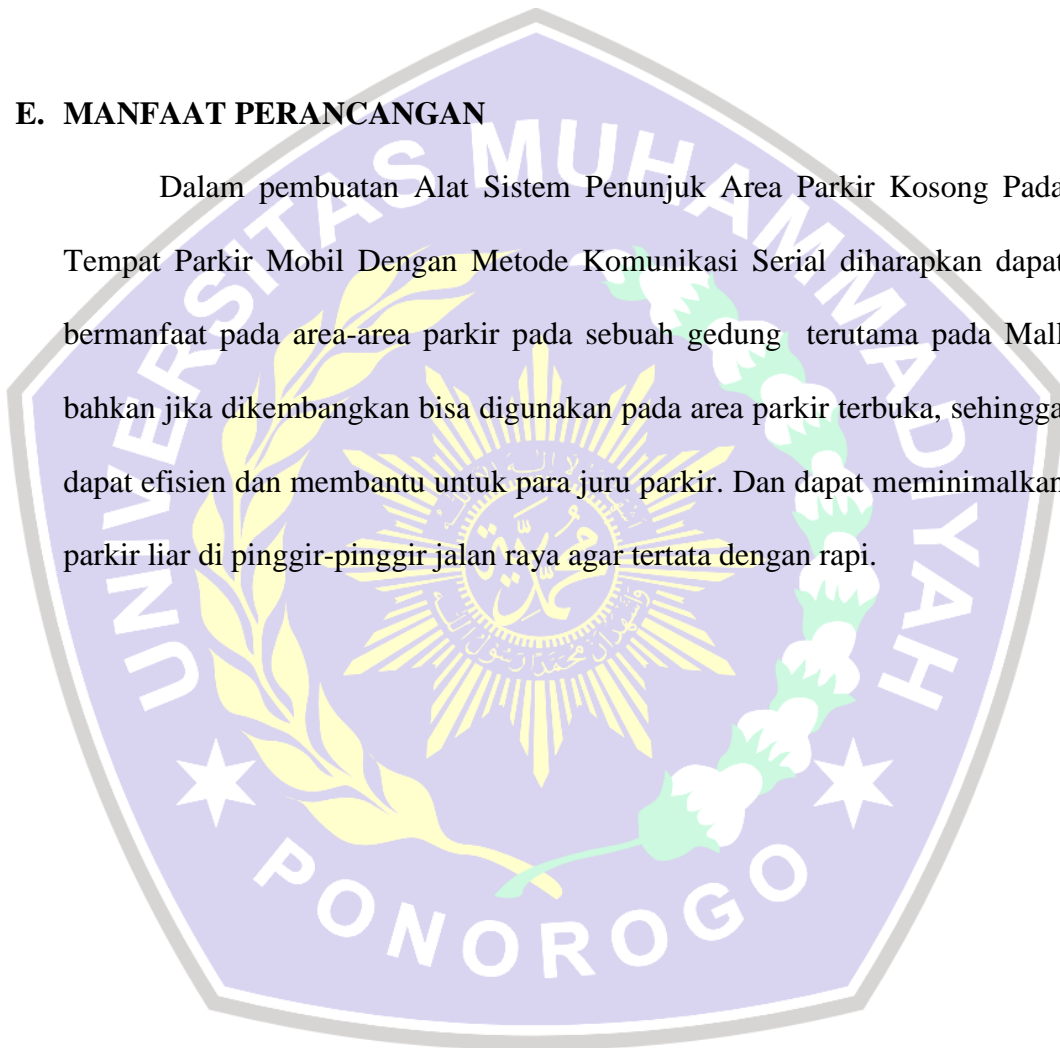 E. MANFAAT PERANCANGAN
Dalam pembuatan Alat Sistem Penunjuk Area Parkir Kosong Pada
Tempat Parkir Mobil Dengan Metode Komunikasi Serial diharapkan dapat
bermanfaat pada area-area parkir pada sebuah gedung terutama pada Mall
bahkan jika dikembangkan bisa digunakan pada area parkir terbuka, sehingga
dapat efisien dan membantu untuk para juru parkir. Dan dapat meminimalkan
parkir liar di pinggir-pinggir jalan raya agar tertata dengan rapi.
UNIVERSITAS MUHAMMADIYAH
PONOROGO
محمدية